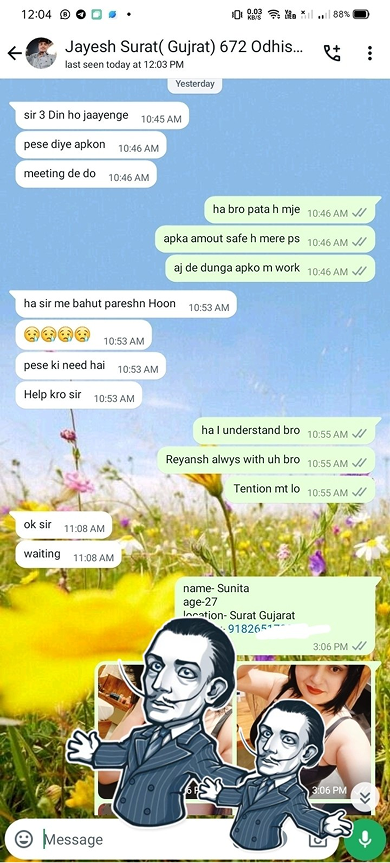 12:04
0.03 KB/S
88%
Jayesh Surat( Gujrat) 672 Odhis...
last seen today at 12:03 PM
Yesterday
sir 3 Din ho jaayenge 10:45 AM
pese diye apkon 10:46 AM
meeting de do 10:46 AM
ha bro pata h mje 10:46 AM
apka amout safe h mere ps 10:46 AM
aj de dunga apko m work 10:46 AM
ha sir me bahut pareshn Hoon 10:53 AM
😢😢😢😢 10:53 AM
pese ki need hai 10:53 AM
Help kro sir 10:53 AM
ha I understand bro 10:55 AM
Reyansh alwys with uh bro 10:55 AM
Tention mt lo 10:55 AM
ok sir 11:08 AM
waiting 11:08 AM
name- Sunita
age-27
location- Surat Gujarat
3:06 PM
3:06 PM
Message